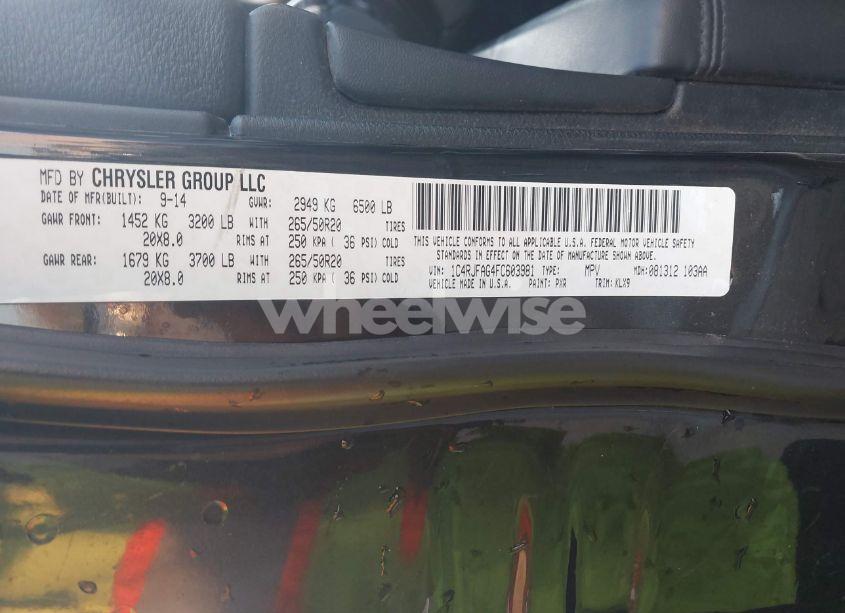 MFD BY CHRYSLER GROUP LLC
DATE OF MFR(BUILT): 9-14 GVWR: 2949 KG 6500 LB
GAWR FRONT: 1452 KG 3200 LB WITH 265/50R20 TIRES
20X8.0 RIMS AT 250 KPA ( 36 PSI) COLD
GAWR REAR: 1679 KG 3700 LB WITH 265/50R20 TIRES
20X8.0 RIMS AT 250 KPA ( 36 PSI) COLD
THIS VEHICLE CONFORMS TO ALL APPLICABLE U.S.A. FEDERAL MOTOR VEHICLE SAFETY
STANDARDS IN EFFECT ON THE DATE OF MANUFACTURE SHOWN ABOVE.
VIN: 1C4RJFAG4FC603981 TYPE: MPV MDH: 081312 103AA
VEHICLE MADE IN U.S.A. PAINT: PXR TRIM: KLX9
wheelwise